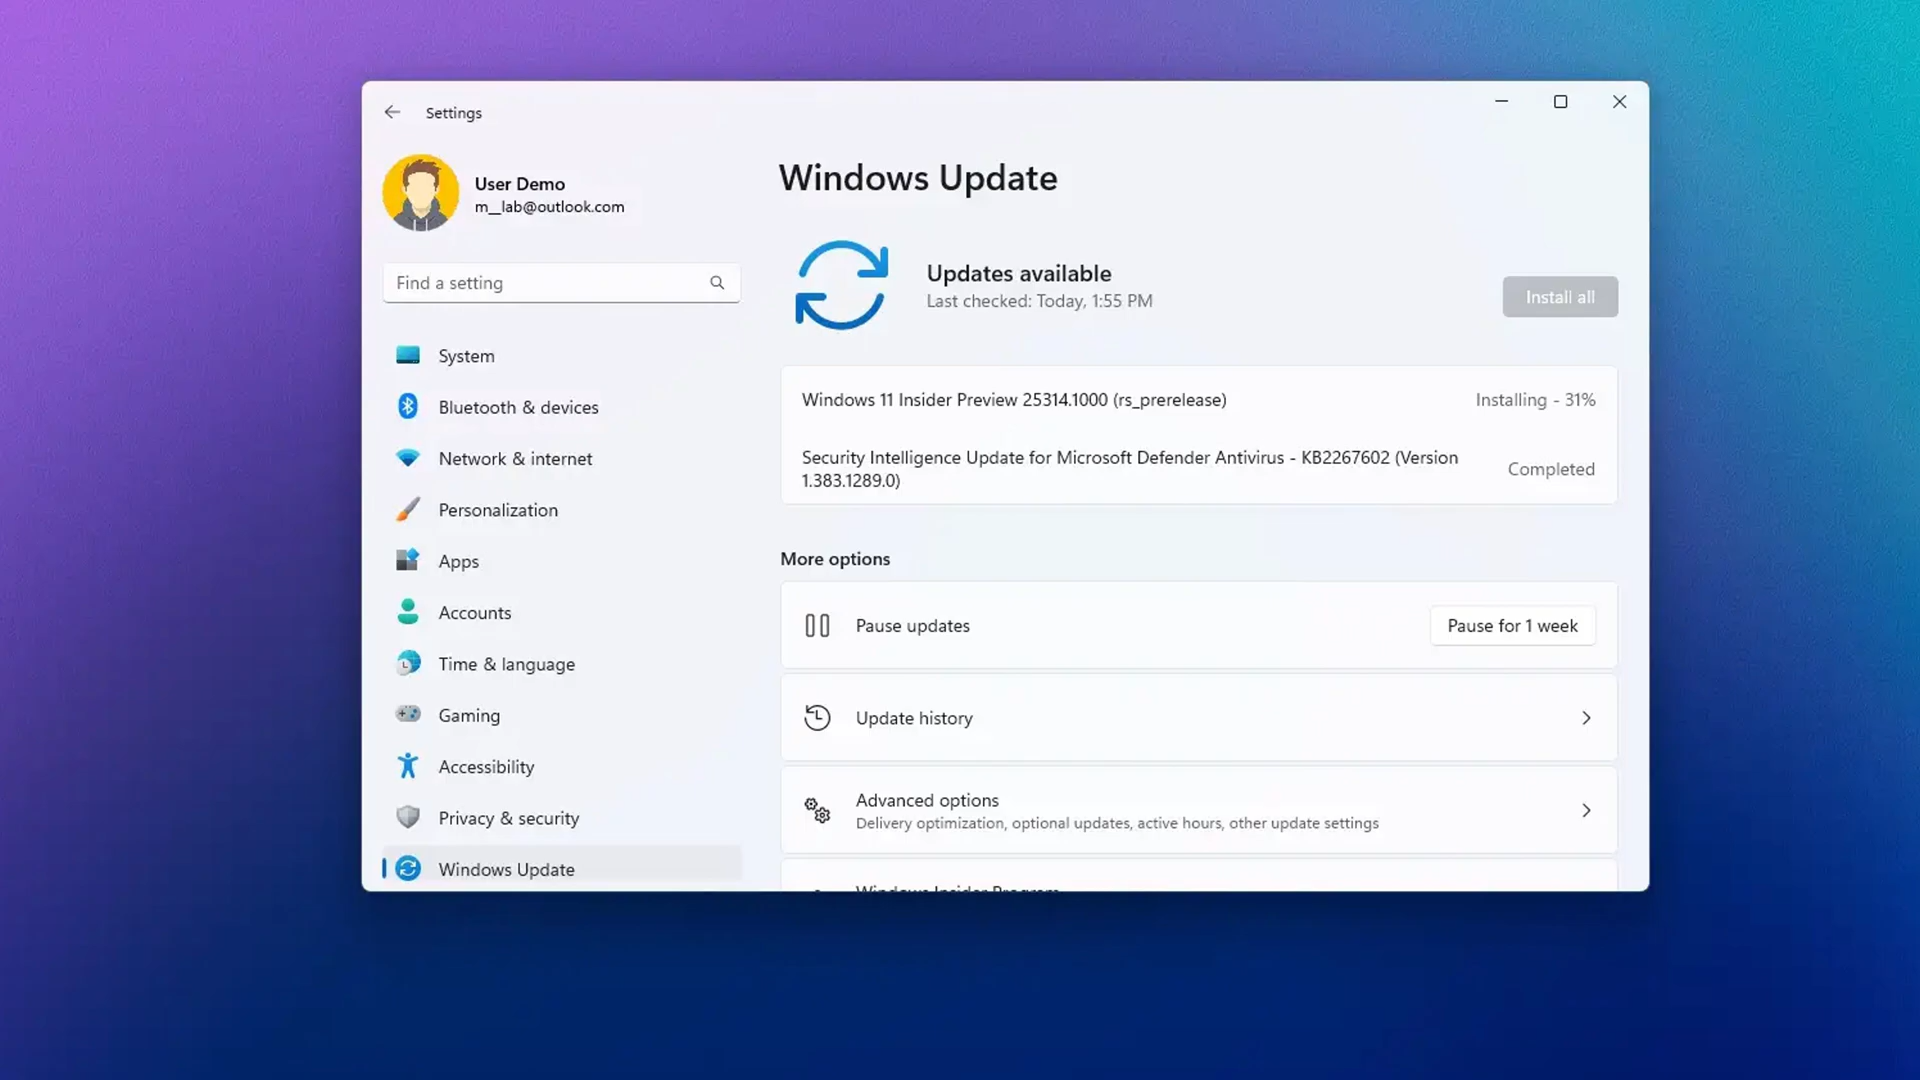 Settings
User Demo
m__lab@outlook.com
Find a setting
System
Bluetooth & devices
Network & internet
Personalization
Apps
Accounts
Time & language
Gaming
Accessibility
Privacy & security
Windows Update
Windows Update
Updates available
Last checked: Today, 1:55 PM
Install all
Windows 11 Insider Preview 25314.1000 (rs_prerelease)
Installing - 31%
Security Intelligence Update for Microsoft Defender Antivirus - KB2267602 (Version
1.383.1289.0)
Completed
More options
Pause updates
Pause for 1 week
Update history
Advanced options
Delivery optimization, optional updates, active hours, other update settings
Windows Insider Program